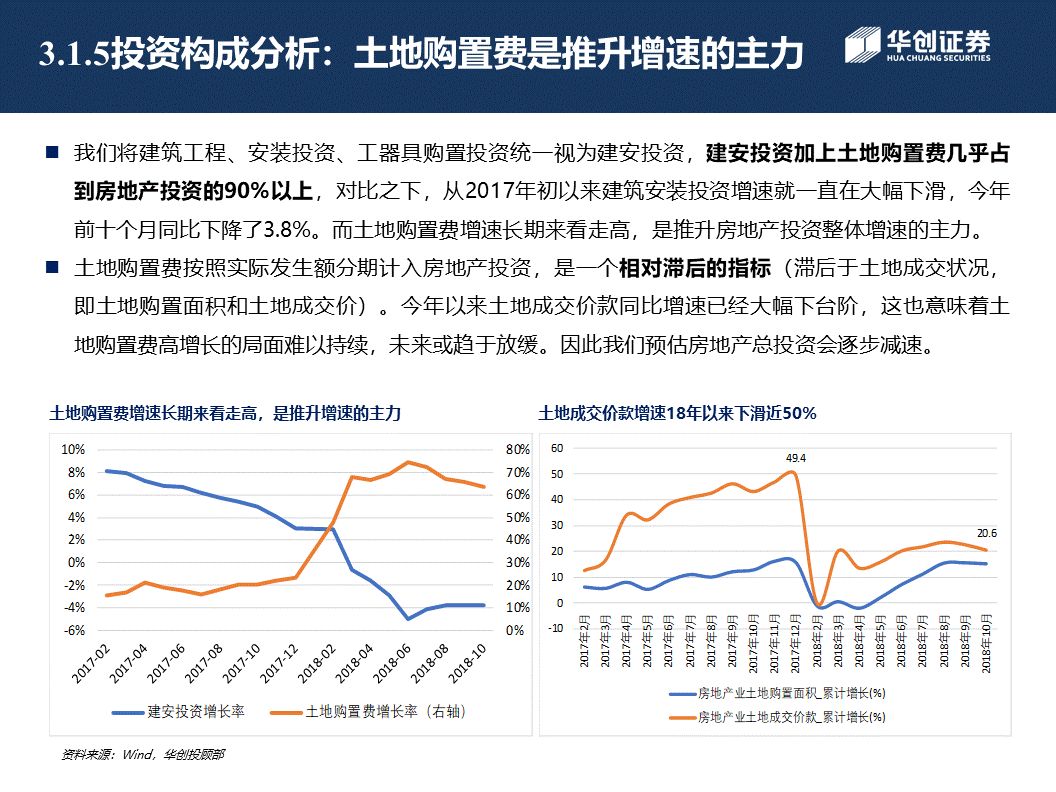 3.1.5投资构成分析：土地购置费是推升增速的主力
华创证券
HUA CHUANG SECURITIES
■ 我们将建筑工程、安装投资、工器具购置投资统一视为建安投资，建安投资加上土地购置费几乎占
到房地产投资的90%以上，对比之下，从2017年初以来建筑安装投资增速就一直在大幅下滑，今年
前十个月同比下降了3.8%。而土地购置费增速长期来看走高，是推升房地产投资整体增速的主力。
■ 土地购置费按照实际发生额分期计入房地产投资，是一个相对滞后的指标（滞后于土地成交状况，
即土地购置面积和土地成交价）。今年以来土地成交价款同比增速已经大幅下台阶，这也意味着土
地购置费高增长的局面难以持续，未来或趋于放缓。因此我们预估房地产总投资会逐步减速。
土地购置费增速长期来看走高，是推升增速的主力
10%
8%
6%
4%
2%
0%
-2%
-4%
-6%
80%
70%
60%
50%
40%
30%
20%
10%
0%
2017-02
2017-04
2017-06
2017-08
2017-10
2017-12
2018-02
2018-04
2018-06
2018-08
2018-10
建安投资增长率
土地购置费增长率（右轴）
土地成交价款增速18年以来下滑近50%
60
50
40
30
20
10
0
-10
49.4
20.6
2017年2月
2017年3月
2017年4月
2017年5月
2017年6月
2017年7月
2017年8月
2017年9月
2017年10月
2017年11月
2017年12月
2018年2月
2018年3月
2018年4月
2018年5月
2018年6月
2018年7月
2018年8月
2018年9月
2018年10月
房地产业土地购置面积_累计增长(%)
房地产业土地成交价款_累计增长(%)
资料来源：Wind，华创投顾部